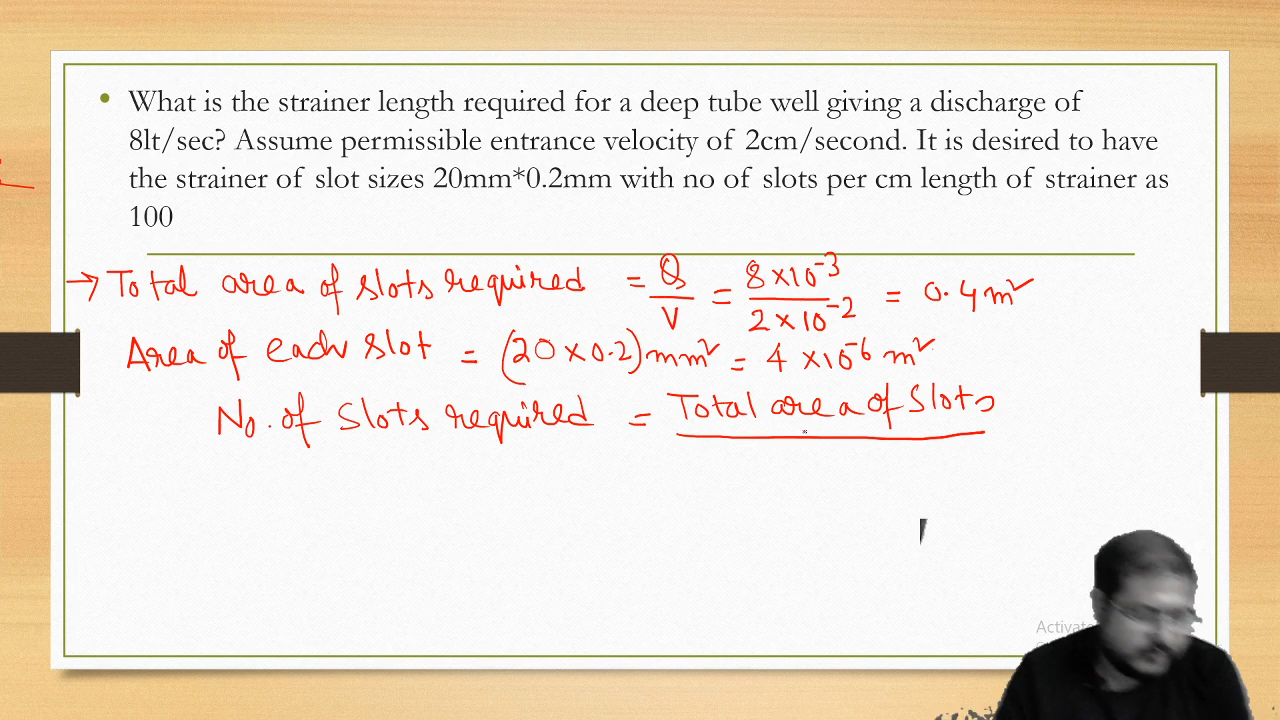 • What is the strainer length required for a deep tube well giving a discharge of
8lt/sec? Assume permissible entrance velocity of 2cm/second. It is desired to have
the strainer of slot sizes 20mm*0.2mm with no of slots per cm length of strainer as
100
→ Total area of slots required = Q/V = 8×10⁻³/2×10⁻² = 0.4m²
Area of each slot = (20×0.2)mm² = 4×10⁻⁶ m²
No. of slots required = Total area of slots
Activate